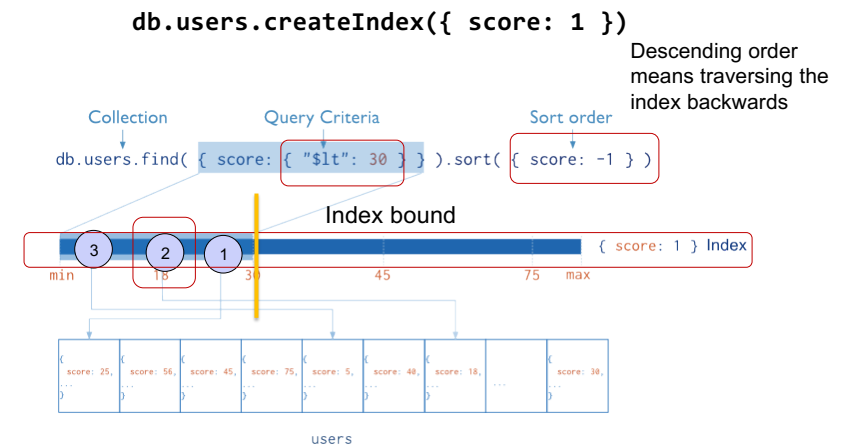 db.users.createIndex({ score: 1 })
Descending order
means traversing the
index backwards
Collection
Query Criteria
Sort order
db.users.find( { score: { "$lt": 30 } } ).sort( { score: -1 } )
Index bound
3
2
1
{ score: 1 } Index
min
18
30
45
75
max
{
score: 25,
...
}
{
score: 56,
...
}
{
score: 45,
...
}
{
score: 75,
...
}
{
score: 5,
...
}
{
score: 40,
...
}
{
score: 18,
...
}
...
{
score: 30,
...
}
users